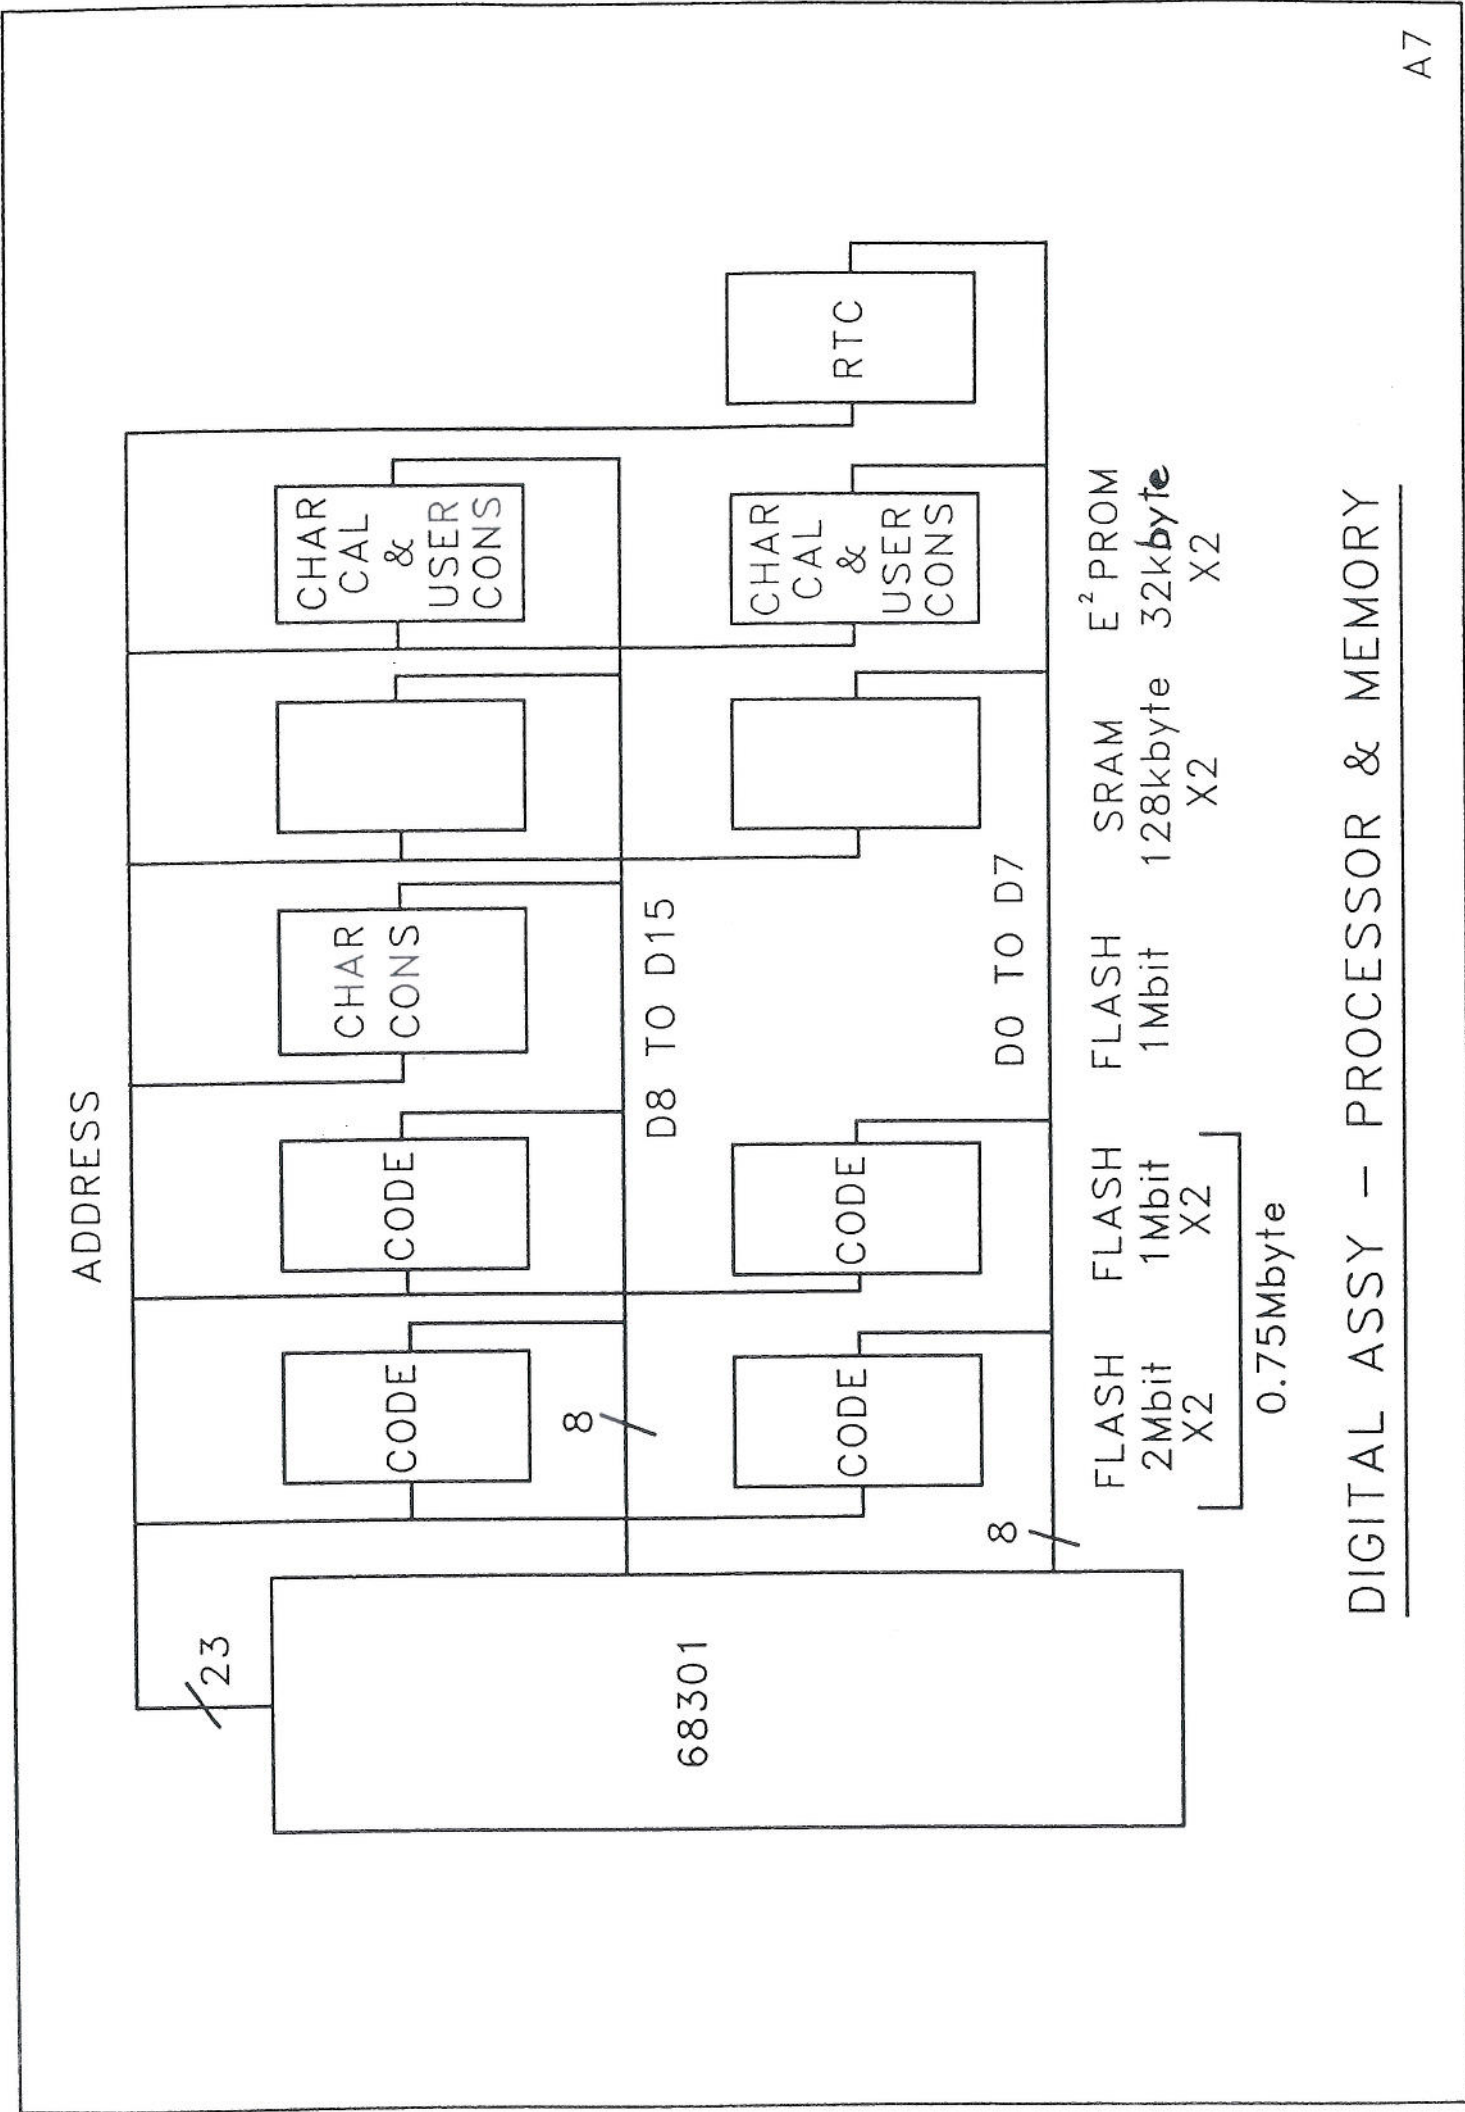 ADDRESS
23
68301
CODE
CODE
CHAR
CONS
CHAR
CAL
&
USER
CONS
8
D8 TO D15
CODE
CODE
CHAR
CAL
&
USER
CONS
RTC
8
D0 TO D7
FLASH
2Mbit
X2
FLASH
1Mbit
X2
FLASH
1Mbit
SRAM
128kbyte
X2
E²PROM
32kbyte
X2
0.75Mbyte
DIGITAL ASSY – PROCESSOR & MEMORY
A7